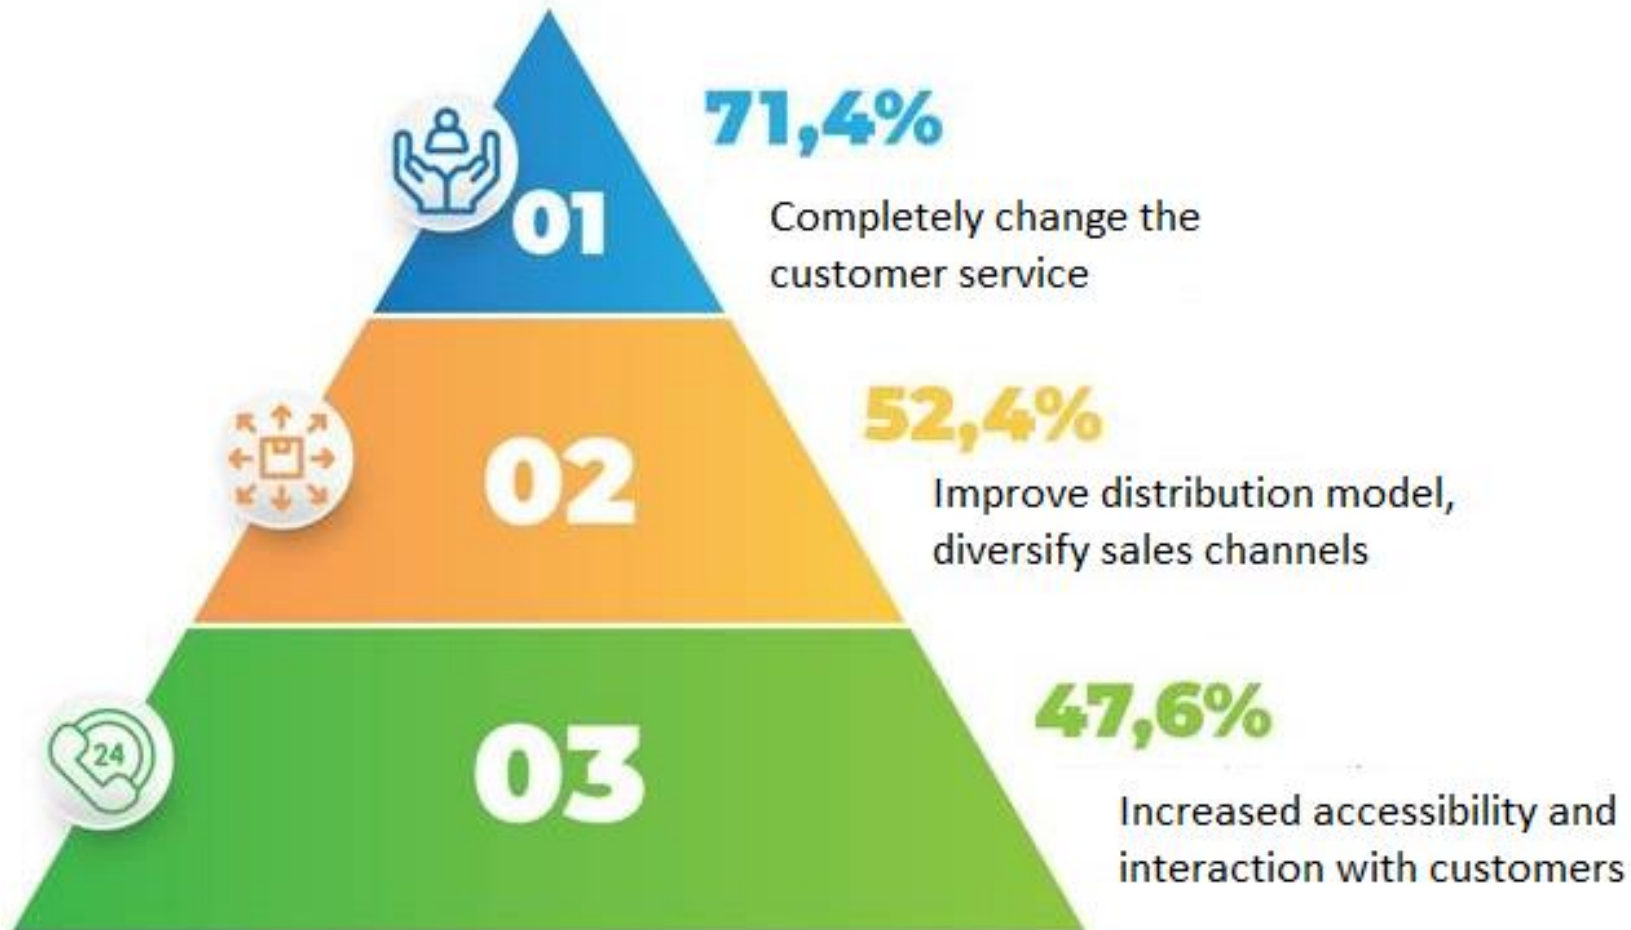 71,4%
01
Completely change the
customer service
52,4%
02
Improve distribution model,
diversify sales channels
47,6%
03
24
Increased accessibility and
interaction with customers